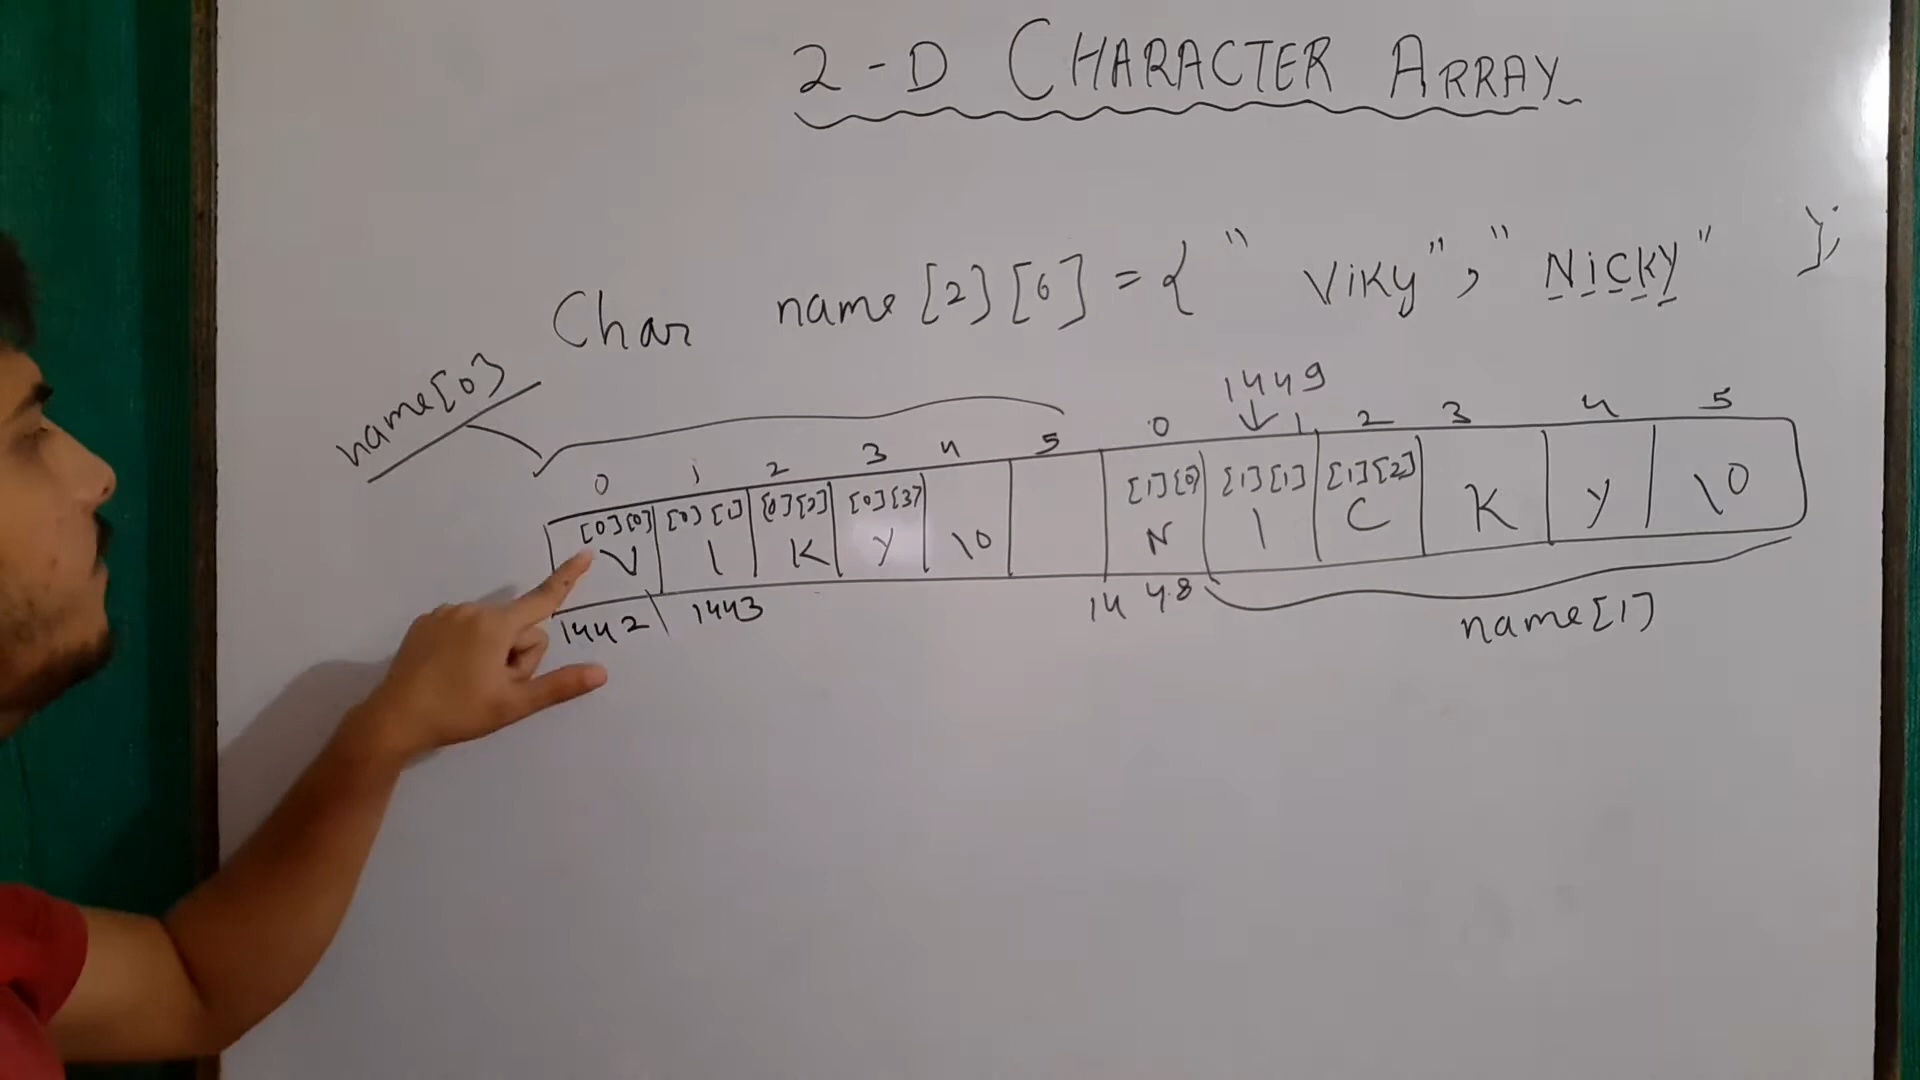 2-D CHARACTER ARRAY
Char name[2][6] = { "Viky", "NiCKY" };
name[0]
1449
0 1 2 3 4 5 0 1 2 3 4 5
[0][0] [0][1] [0][2] [0][3] [1][0] [1][1] [1][2]
V I K Y \0 N I C K Y \0
1442 1443 1448
name[1]